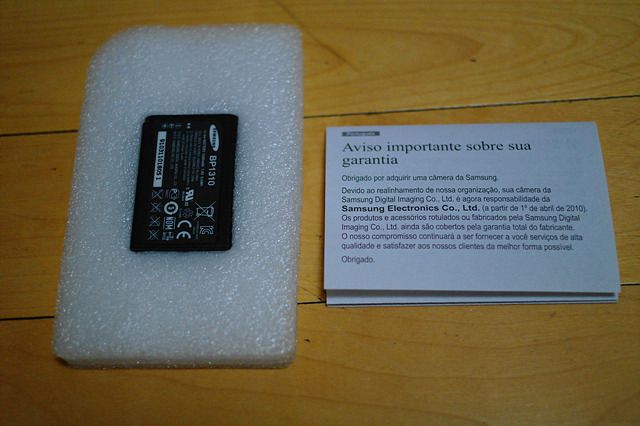 SAMSUNG
BP1310
Português
Aviso importante sobre sua
garantia
Obrigado por adquirir uma câmera da Samsung.
Devido ao realinhamento de nossa organização, sua câmera da
Samsung Digital Imaging Co., Ltd. é agora responsabilidade da
Samsung Electronics Co., Ltd. (a partir de 1º de abril de 2010).
Os produtos e acessórios rotulados ou fabricados pela Samsung Digital
Imaging Co., Ltd. ainda são cobertos pela garantia total do fabricante.
O nosso compromisso continuará a ser fornecer a você serviços de alta
qualidade e satisfazer aos nossos clientes da melhor forma possível.
Obrigado.